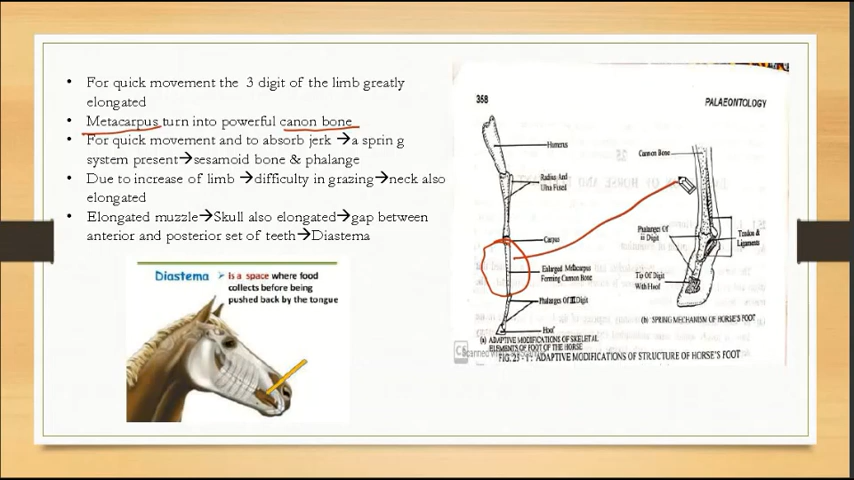 • For quick movement the 3 digit of the limb greatly
elongated
• Metacarpus turn into powerful canon bone
• For quick movement and to absorb jerk →a sprin g
system present→sesamoid bone & phalange
• Due to increase of limb →difficulty in grazing→neck also
elongated
• Elongated muzzle→Skull also elongated→gap between
anterior and posterior set of teeth→Diastema
Diastema ➢ Is a space where food
collects before being
pushed back by the tongue
358
PALAEONTOLOGY
Humerus
Radius And
Ulna Fused
Carpus
Enlarged Metacarpus
Forming Cannon Bone
Phalanges Of III Digit
Hoof
(a) ADAPTIVE MODIFICATIONS OF SKELETAL
ELEMENTS OF FOOT OF THE HORSE
Cannon Bone
Phalanges Of
iii Digit
Tendos &
Ligaments
Tip Of Digit
With Hoof
(b) SPRING MECHANISM OF HORSE'S FOOT
CS Scanned
FIG. 25 - 1 : ADAPTIVE MODIFICATIONS OF STRUCTURE OF HORSE'S FOOT